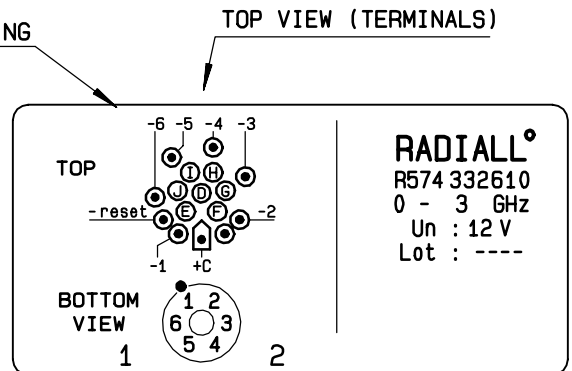 NG
TOP VIEW (TERMINALS)
-6 -5 -4 -3
TOP
I H
J D G
E F
-reset
-2
-1 +C
BOTTOM
VIEW
1 2
6 3
5 4
1 2
RADIALL°
R574 332610
0 - 3 GHz
Un : 12 V
Lot : ----